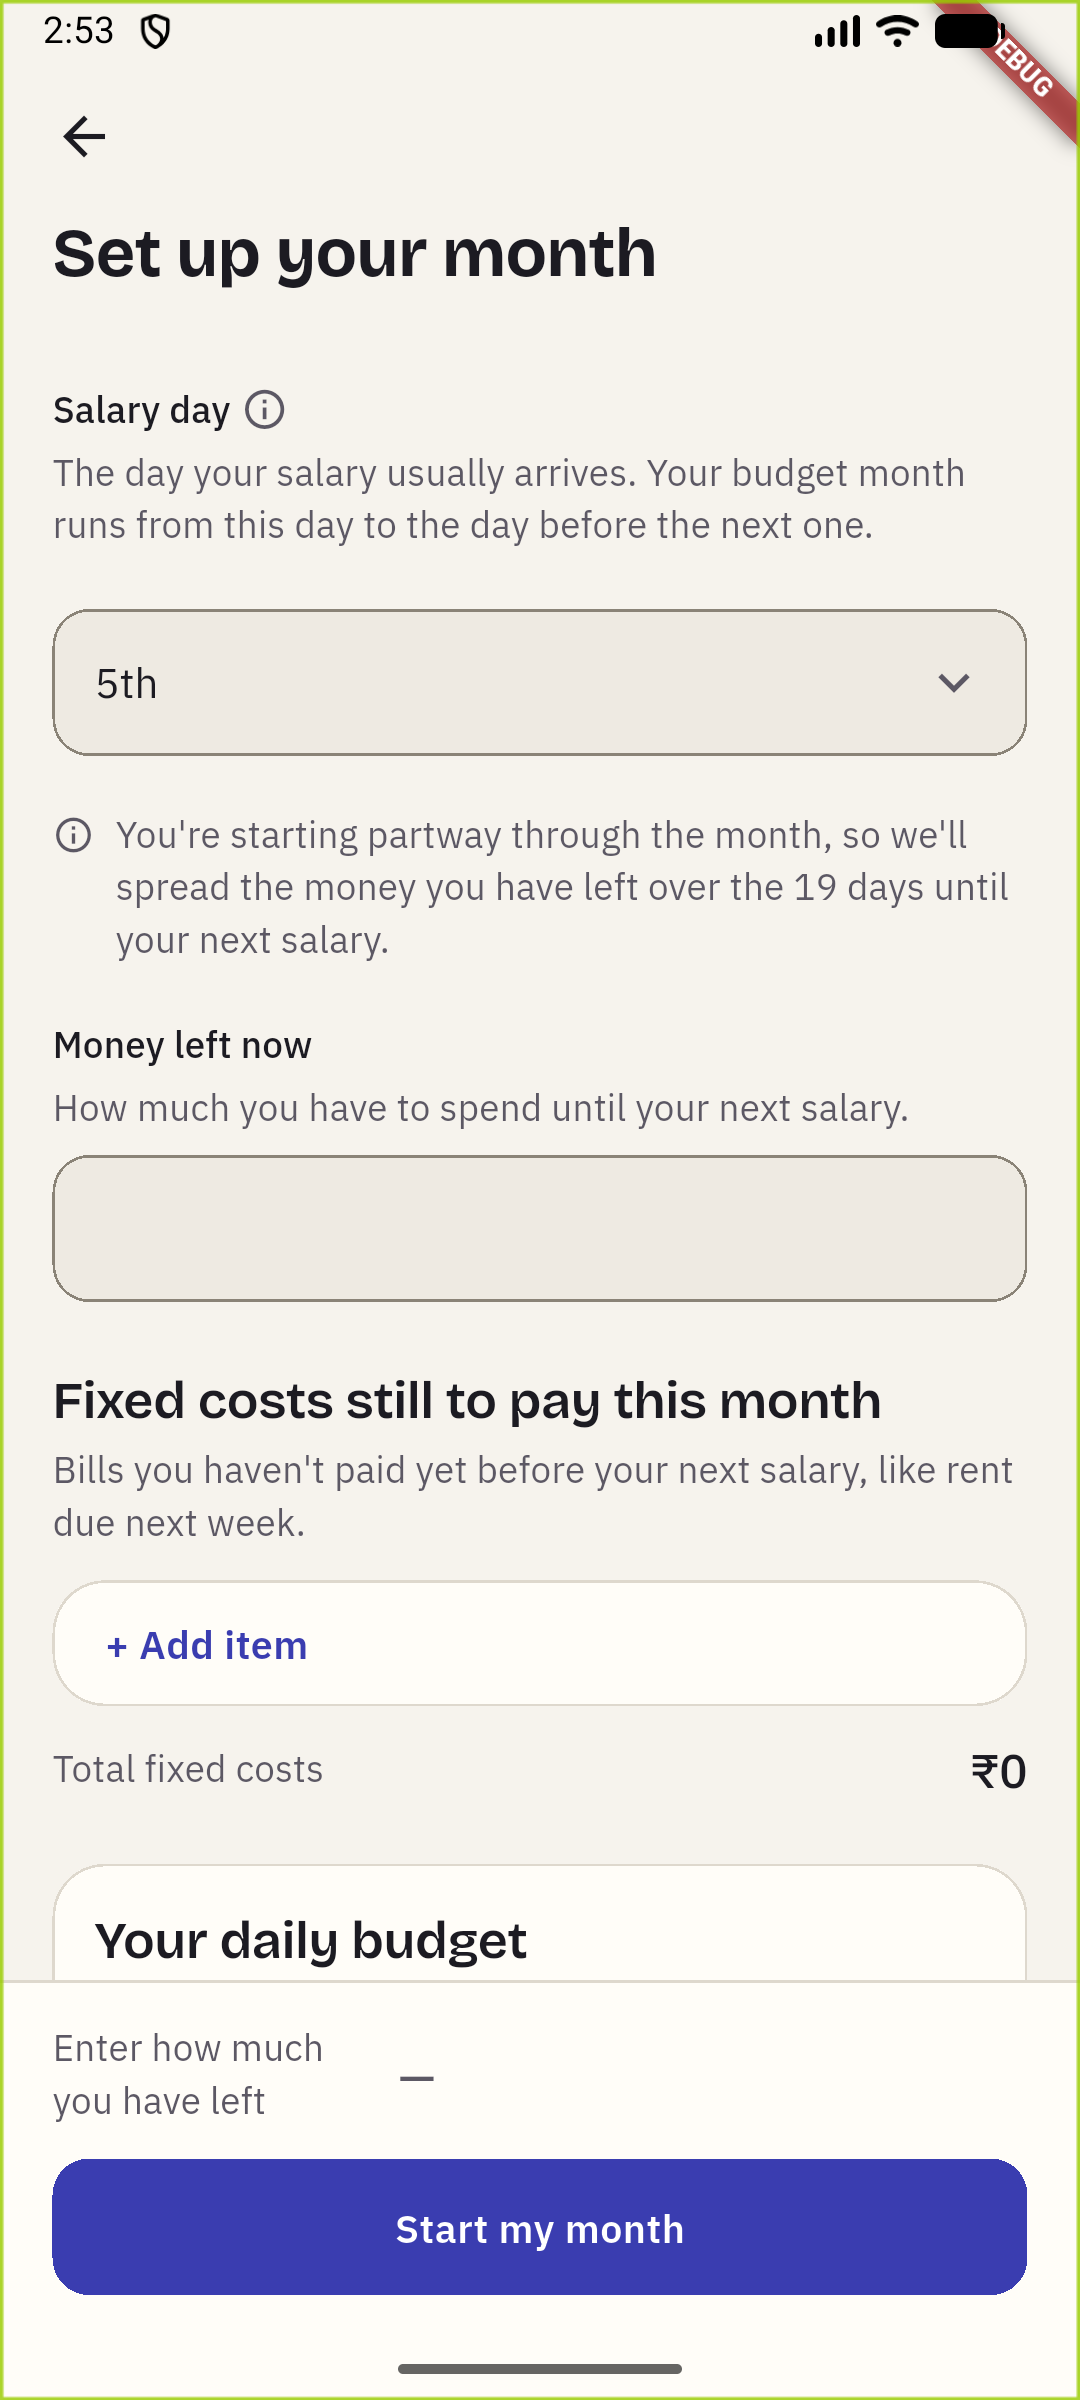 2:53
EBUG
Set up your month
Salary day
The day your salary usually arrives. Your budget month
runs from this day to the day before the next one.
5th
You're starting partway through the month, so we'll
spread the money you have left over the 19 days until
your next salary.
Money left now
How much you have to spend until your next salary.
Fixed costs still to pay this month
Bills you haven't paid yet before your next salary, like rent
due next week.
+ Add item
Total fixed costs ₹0
Your daily budget
Enter how much
you have left —
Start my month